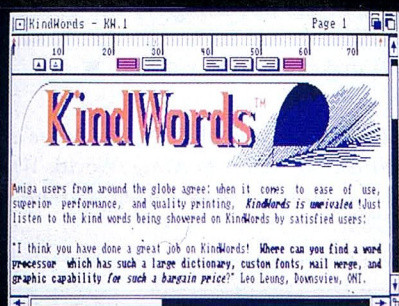 KindWords - KW.1 Page 1
10 20 30 40 50 60 70
KindWords™
Amiga users from around the globe agree: when it comes to ease of use,
superior performance, and quality printing, KindWords is unrivaled !Just
listen to the kind words being showered on KindWords by satisfied users:
"I think you have done a great job on KindWords! Where can you find a word
processor which has such a large dictionary, custom fonts, mail merge, and
graphic capability for such a bargain price?" Leo Leung, Downsview, ONT.